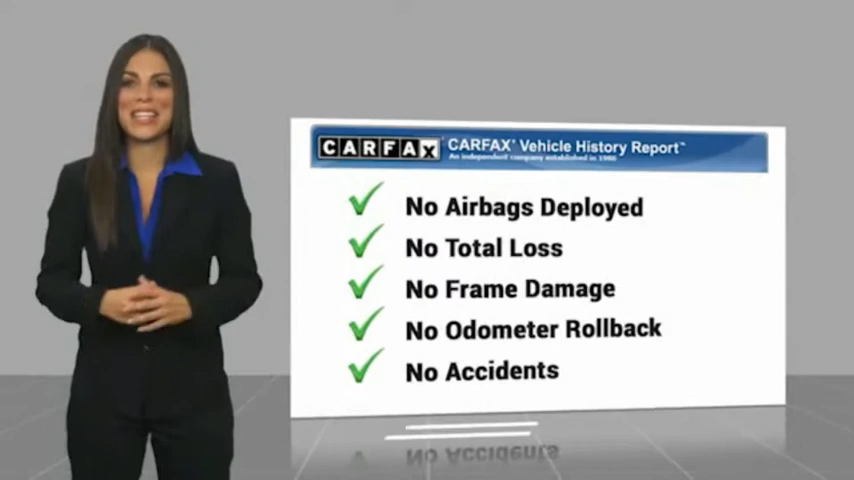 CARFAX CARFAX® Vehicle History Report™
An independent company established in 1986
No Airbags Deployed
No Total Loss
No Frame Damage
No Odometer Rollback
No Accidents